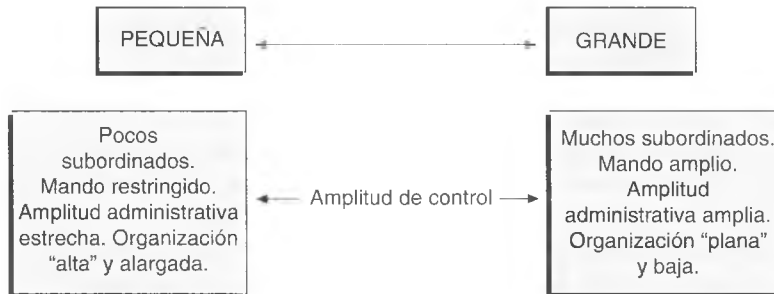 PEQUEÑA
GRANDE
Pocos
subordinados.
Mando restringido.
Amplitud administrativa
estrecha. Organización
“alta” y alargada.
Amplitud de control
Muchos subordinados.
Mando amplio.
Amplitud
administrativa amplia.
Organización “plana”
y baja.